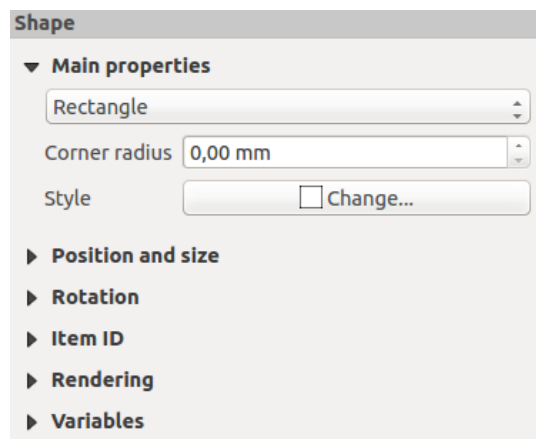 Shape
Main properties
Rectangle
Corner radius 0,00 mm
Style Change...
Position and size
Rotation
Item ID
Rendering
Variables